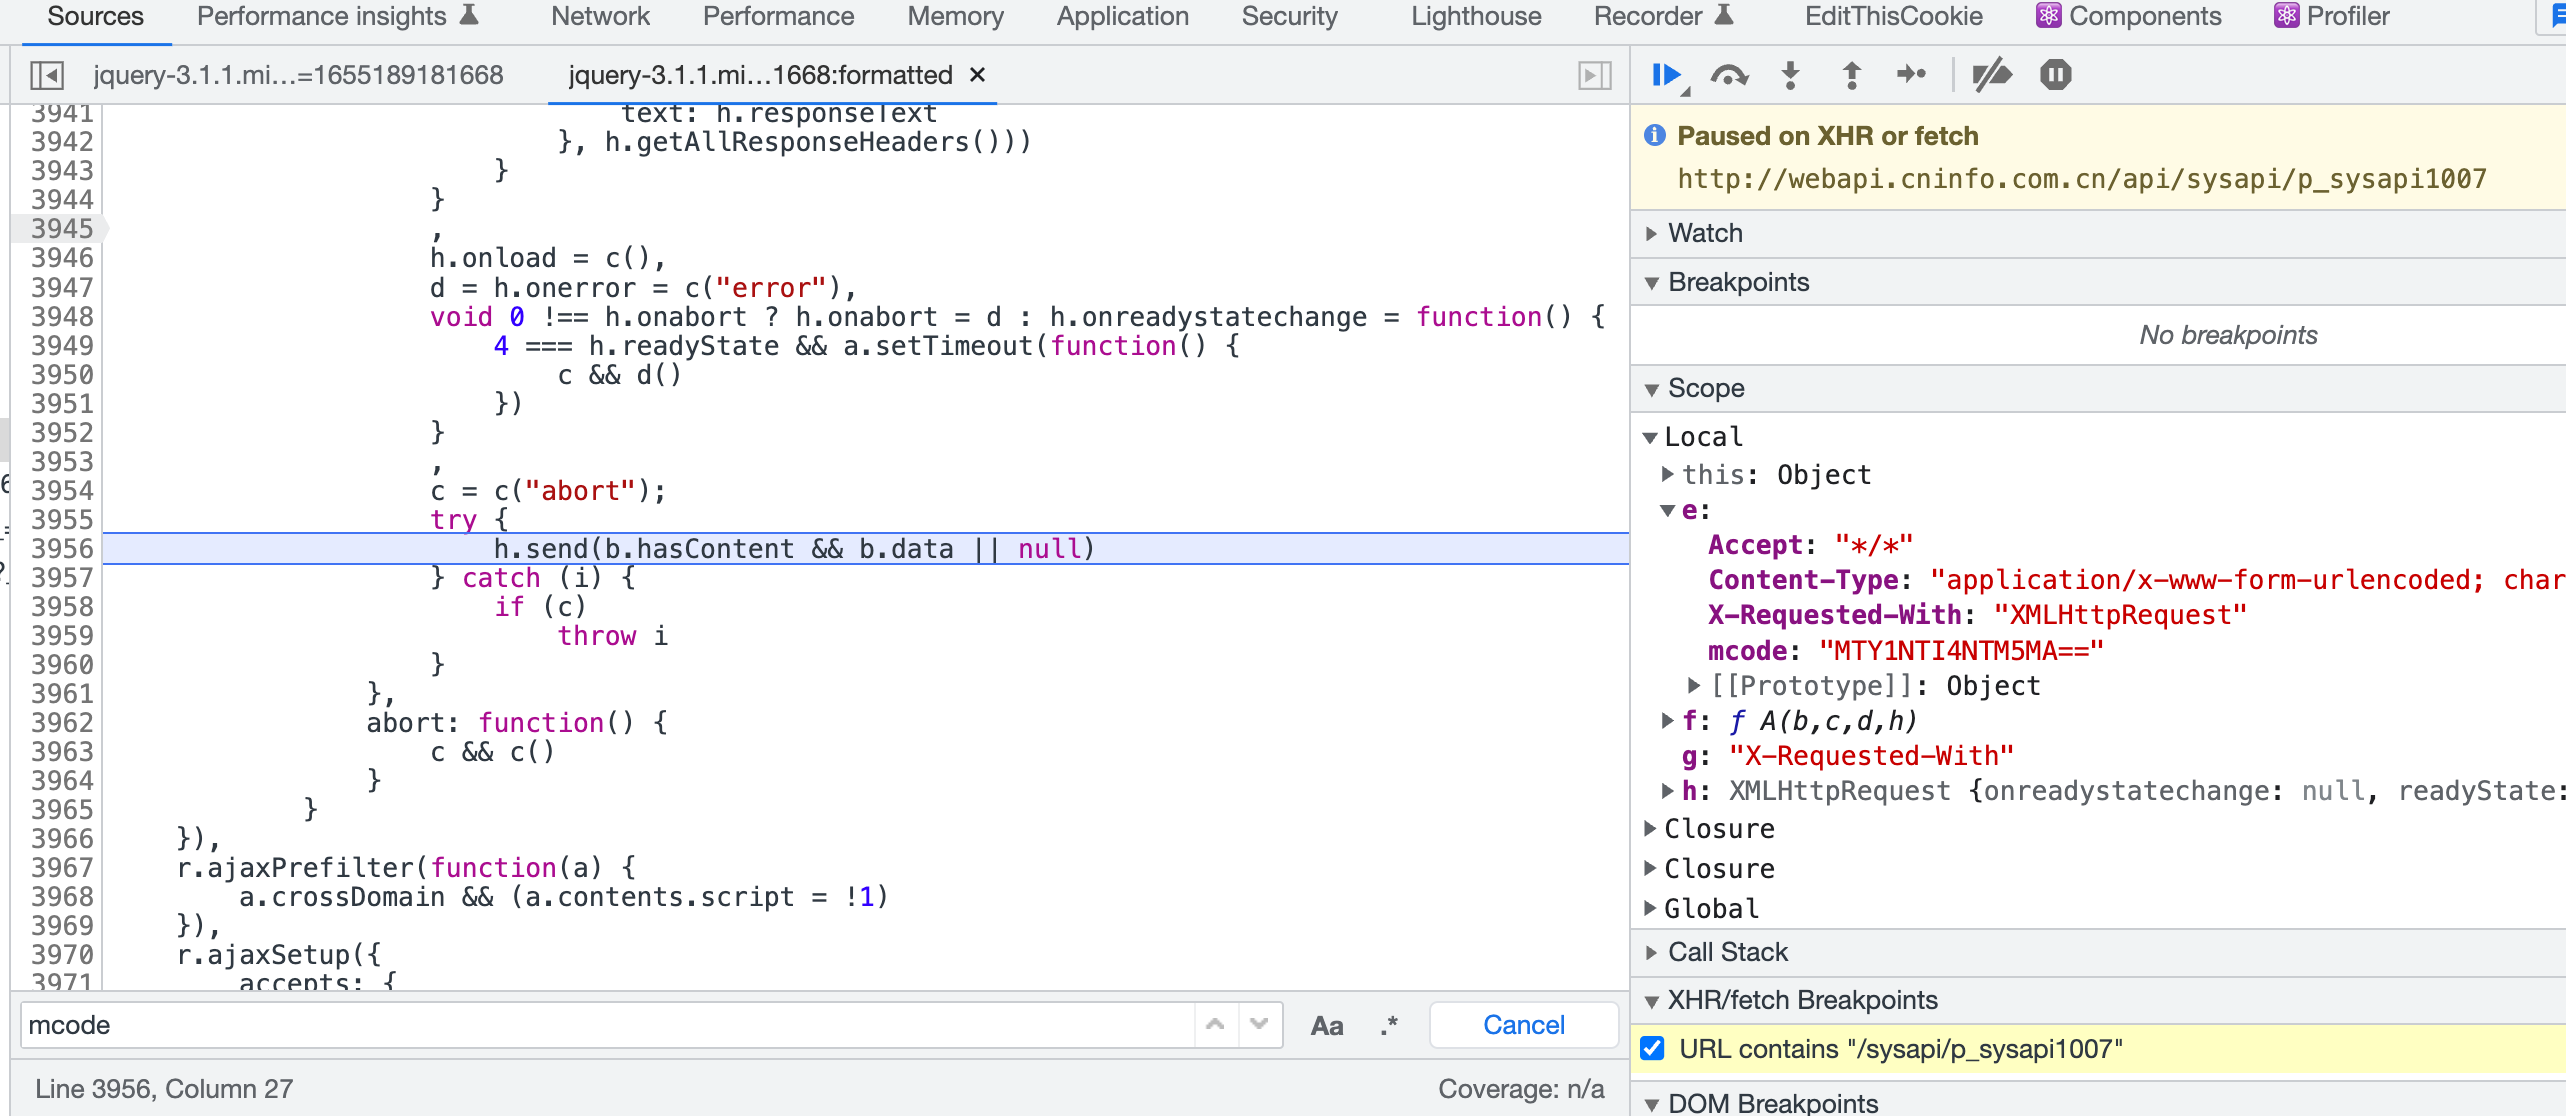 Sources Performance insights Network Performance Memory Application Security Lighthouse Recorder EditThisCookie Components Profiler
jquery-3.1.1.mi…=1655189181668 jquery-3.1.1.mi…1668:formatted ×
3941 text: h.responseText
3942 }, h.getAllResponseHeaders()))
3943 }
3944 }
3945 ,
3946 h.onload = c(),
3947 d = h.onerror = c("error"),
3948 void 0 !== h.onabort ? h.onabort = d : h.onreadystatechange = function() {
3949 4 === h.readyState && a.setTimeout(function() {
3950 c && d()
3951 })
3952 }
3953 ,
3954 c = c("abort");
3955 try {
3956 h.send(b.hasContent && b.data || null)
3957 } catch (i) {
3958 if (c)
3959 throw i
3960 }
3961 },
3962 abort: function() {
3963 c && c()
3964 }
3965 }
3966 }),
3967 r.ajaxPrefilter(function(a) {
3968 a.crossDomain && (a.contents.script = !1)
3969 }),
3970 r.ajaxSetup({
3971 accepts: {
mcode Aa .* Cancel
Line 3956, Column 27 Coverage: n/a
Paused on XHR or fetch
http://webapi.cninfo.com.cn/api/sysapi/p_sysapi1007
Watch
Breakpoints
No breakpoints
Scope
Local
this: Object
e:
Accept: "*/*"
Content-Type: "application/x-www-form-urlencoded; char
X-Requested-With: "XMLHttpRequest"
mcode: "MTY1NTI4NTM5MA=="
[[Prototype]]: Object
f: ƒ A(b,c,d,h)
g: "X-Requested-With"
h: XMLHttpRequest {onreadystatechange: null, readyState:
Closure
Closure
Global
Call Stack
XHR/fetch Breakpoints
URL contains "/sysapi/p_sysapi1007"
DOM Breakpoints